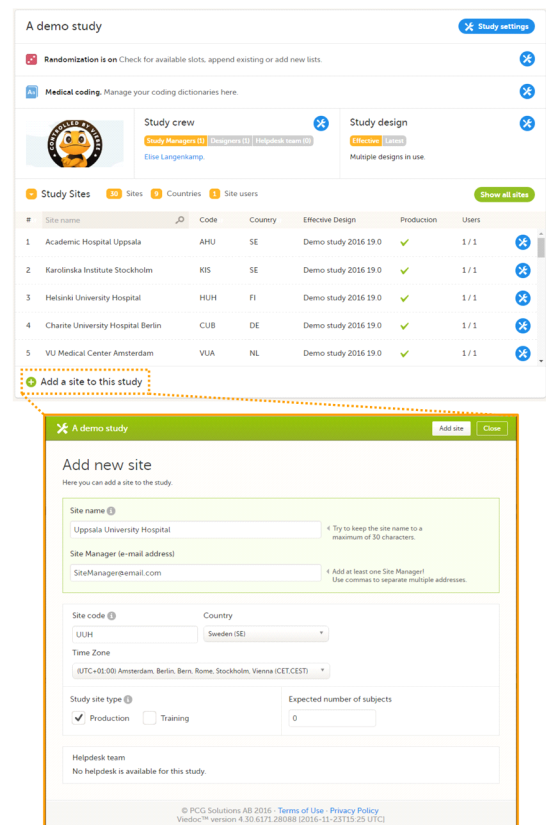 A demo study
Study settings
Randomization is on Check for available slots, append existing or add new lists.
Medical coding. Manage your coding dictionaries here.
CONTROLLED BY VIEDOC
Study crew
Study Managers (1) Designers (1) Helpdesk team (0)
Elise Langenkamp.
Study design
Effective Latest
Multiple designs in use.
Study Sites 30 Sites 9 Countries 1 Site users
Show all sites
# Site name Code Country Effective Design Production Users
1 Academic Hospital Uppsala AHU SE Demo study 2016 19.0 1 / 1
2 Karolinska Institute Stockholm KIS SE Demo study 2016 19.0 1 / 1
3 Helsinki University Hospital HUH FI Demo study 2016 19.0 1 / 1
4 Charite University Hospital Berlin CUB DE Demo study 2016 19.0 1 / 1
5 VU Medical Center Amsterdam VUA NL Demo study 2016 19.0 1 / 1
Add a site to this study
A demo study
Add site Close
Add new site
Here you can add a site to the study.
Site name
Uppsala University Hospital
Try to keep the site name to a
maximum of 30 characters.
Site Manager (e-mail address)
SiteManager@email.com
Add at least one Site Manager!
Use commas to separate multiple addresses.
Site code Country
UUH Sweden (SE)
Time Zone
(UTC+01:00) Amsterdam, Berlin, Bern, Rome, Stockholm, Vienna (CET,CEST)
Study site type Expected number of subjects
Production Training 0
Helpdesk team
No helpdesk is available for this study.
© PCG Solutions AB 2016 - Terms of Use - Privacy Policy
Viedoc™ version 4.30.6171.28088 [2016-11-23T15:25 UTC]